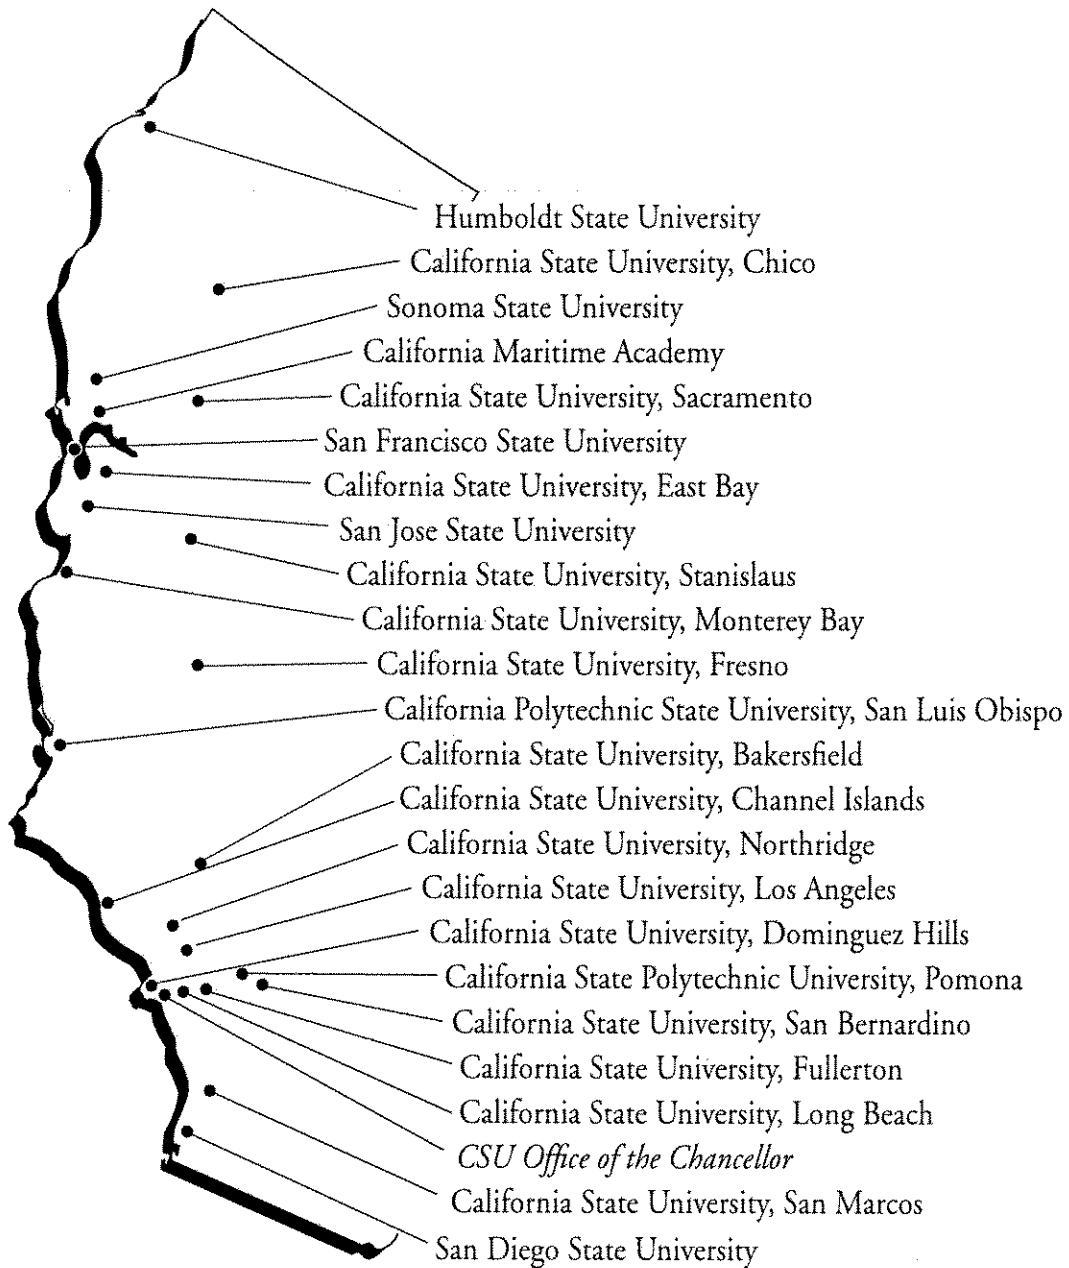 Humboldt State University
California State University, Chico
Sonoma State University
California Maritime Academy
California State University, Sacramento
San Francisco State University
California State University, East Bay
San Jose State University
California State University, Stanislaus
California State University, Monterey Bay
California State University, Fresno
California Polytechnic State University, San Luis Obispo
California State University, Bakersfield
California State University, Channel Islands
California State University, Northridge
California State University, Los Angeles
California State University, Dominguez Hills
California State Polytechnic University, Pomona
California State University, San Bernardino
California State University, Fullerton
California State University, Long Beach
CSU Office of the Chancellor
California State University, San Marcos
San Diego State University